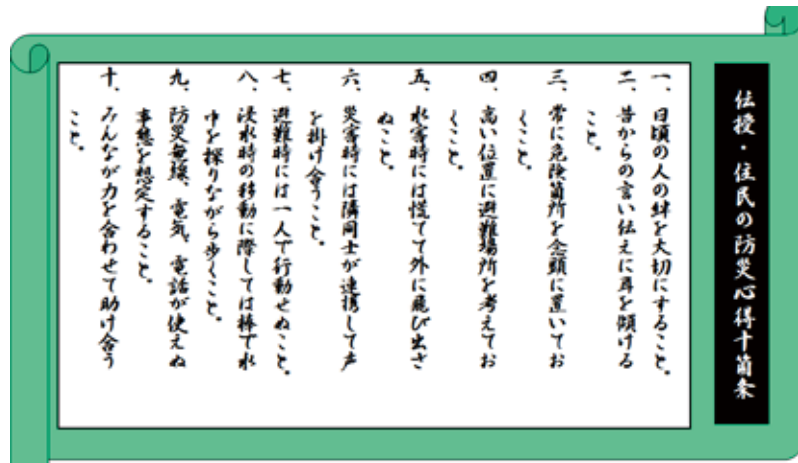 伝授・住民の防災心得十箇条
一、日頃の人の絆を大切にすること。
二、昔からの言い伝えに耳を傾ける
こと。
三、常に危険箇所を念頭に置いてお
くこと。
四、高い位置に避難場所を考えてお
くこと。
五、水害時には慌てて外に飛び出さ
ぬこと。
六、災害時には隣同士が連携して声
を掛け合うこと。
七、避難時には一人で行動せぬこと。
八、浸水時の移動に際しては棒で水
中を探りながら歩くこと。
九、防災無線、電気、電話が使えぬ
事態を想定すること。
十、みんなが力を合わせて助け合う
こと。